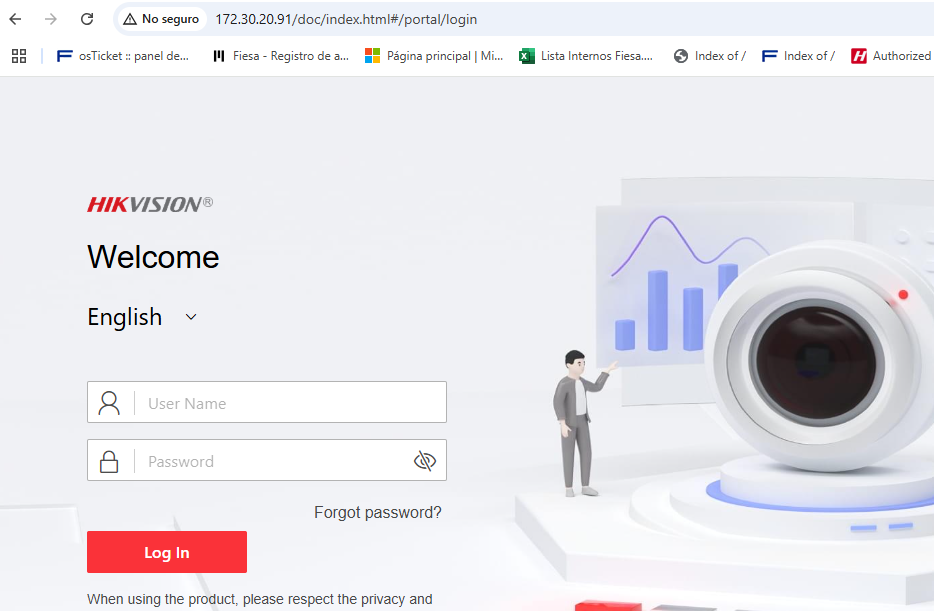 No seguro
172.30.20.91/doc/index.html#/portal/login
osTicket :: panel de...
Fiesa - Registro de a...
Página principal | Mi...
Lista Internos Fiesa....
Index of /
Index of /
Authorized
HIKVISION®
Welcome
English
User Name
Password
Forgot password?
Log In
When using the product, please respect the privacy and